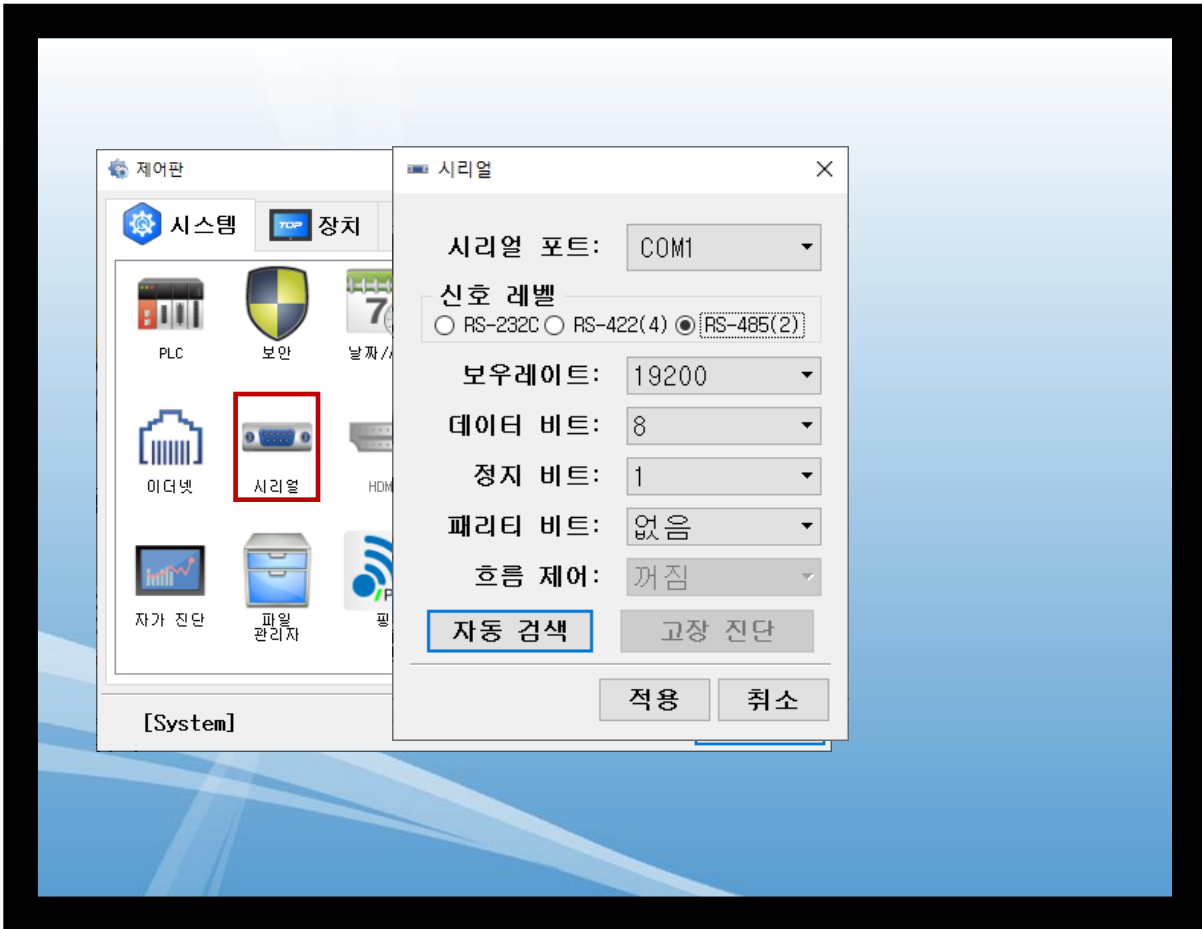 제어판
시스템
TOP
장치
PLC
보안
7
날짜/
이더넷
시리얼
HDM
자가 진단
파일
관리자
핑
[System]
시리얼
시리얼 포트: COM1
신호 레벨
RS-232C RS-422(4) RS-485(2)
보우레이트: 19200
데이터 비트: 8
정지 비트: 1
패리티 비트: 없음
흐름 제어: 꺼짐
자동 검색 고장 진단
적용 취소